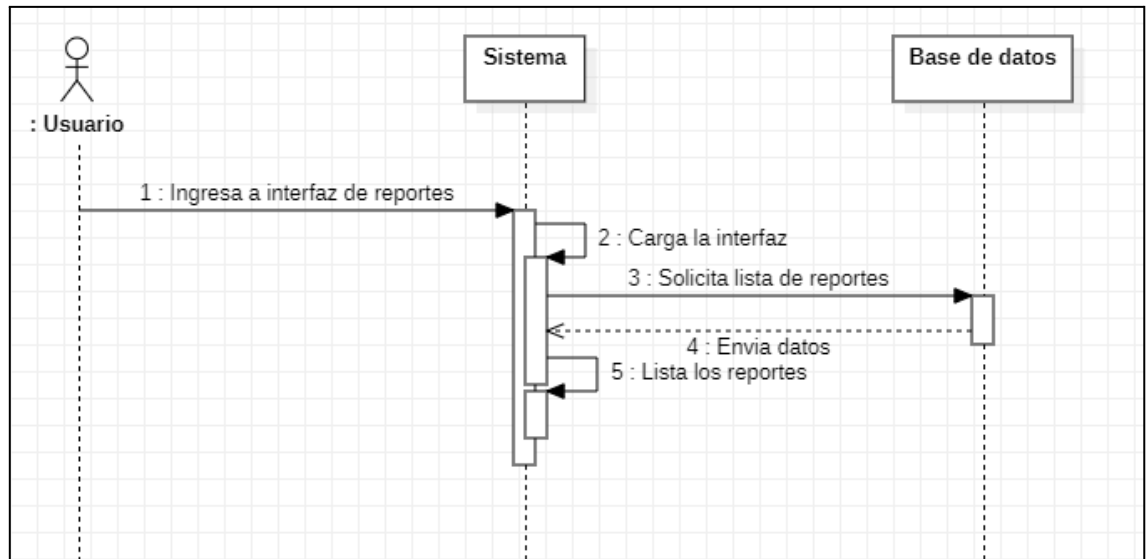 Sistema
Base de datos
: Usuario
1 : Ingresa a interfaz de reportes
2 : Carga la interfaz
3 : Solicita lista de reportes
4 : Envia datos
5 : Lista los reportes